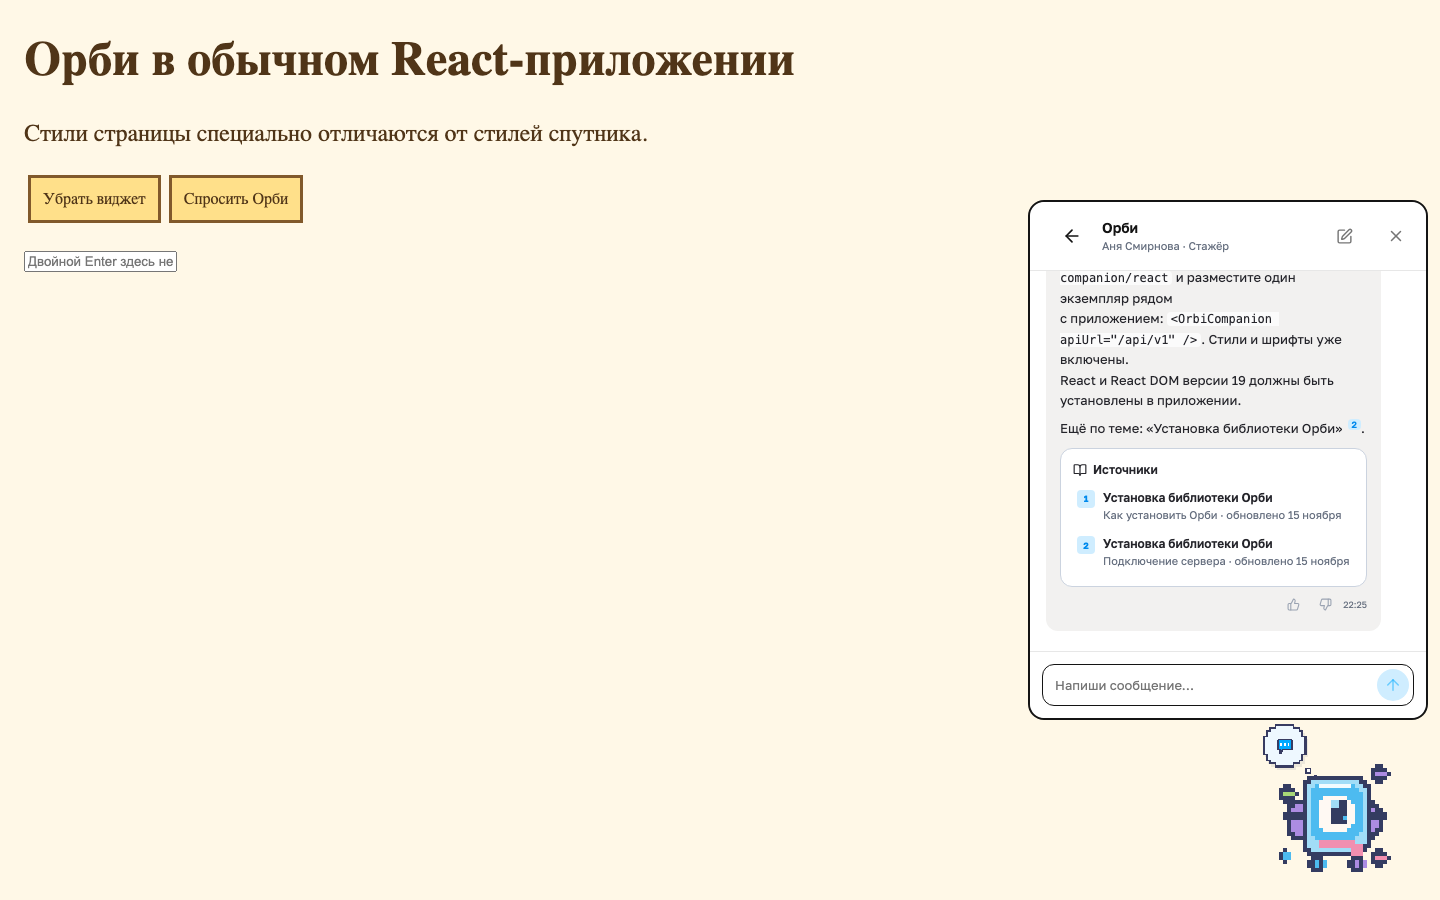 Орби в обычном React-приложении
Стили страницы специально отличаются от стилей спутника.
Убрать виджет
Спросить Орби
Двойной Enter здесь не
Орби
Аня Смирнова · Стажёр
companion/react и разместите один
экземпляр рядом
с приложением: <OrbiCompanion
apiUrl="/api/v1" />. Стили и шрифты уже
включены.
React и React DOM версии 19 должны быть
установлены в приложении.
Ещё по теме: «Установка библиотеки Орби» 2.
Источники
1 Установка библиотеки Орби
Как установить Орби · обновлено 15 ноября
2 Установка библиотеки Орби
Подключение сервера · обновлено 15 ноября
22:25
Напиши сообщение...